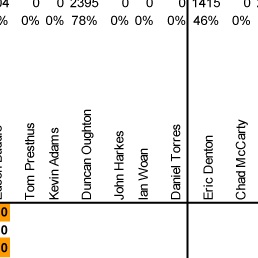 0 0 2395 0 0 0 1415 0
% 0% 0% 78% 0% 0% 0% 46% 0%
Tom Presthus
Kevin Adams
Duncan Oughton
John Harkes
Ian Woan
Daniel Torres
Eric Denton
Chad McCarty
0
0
0